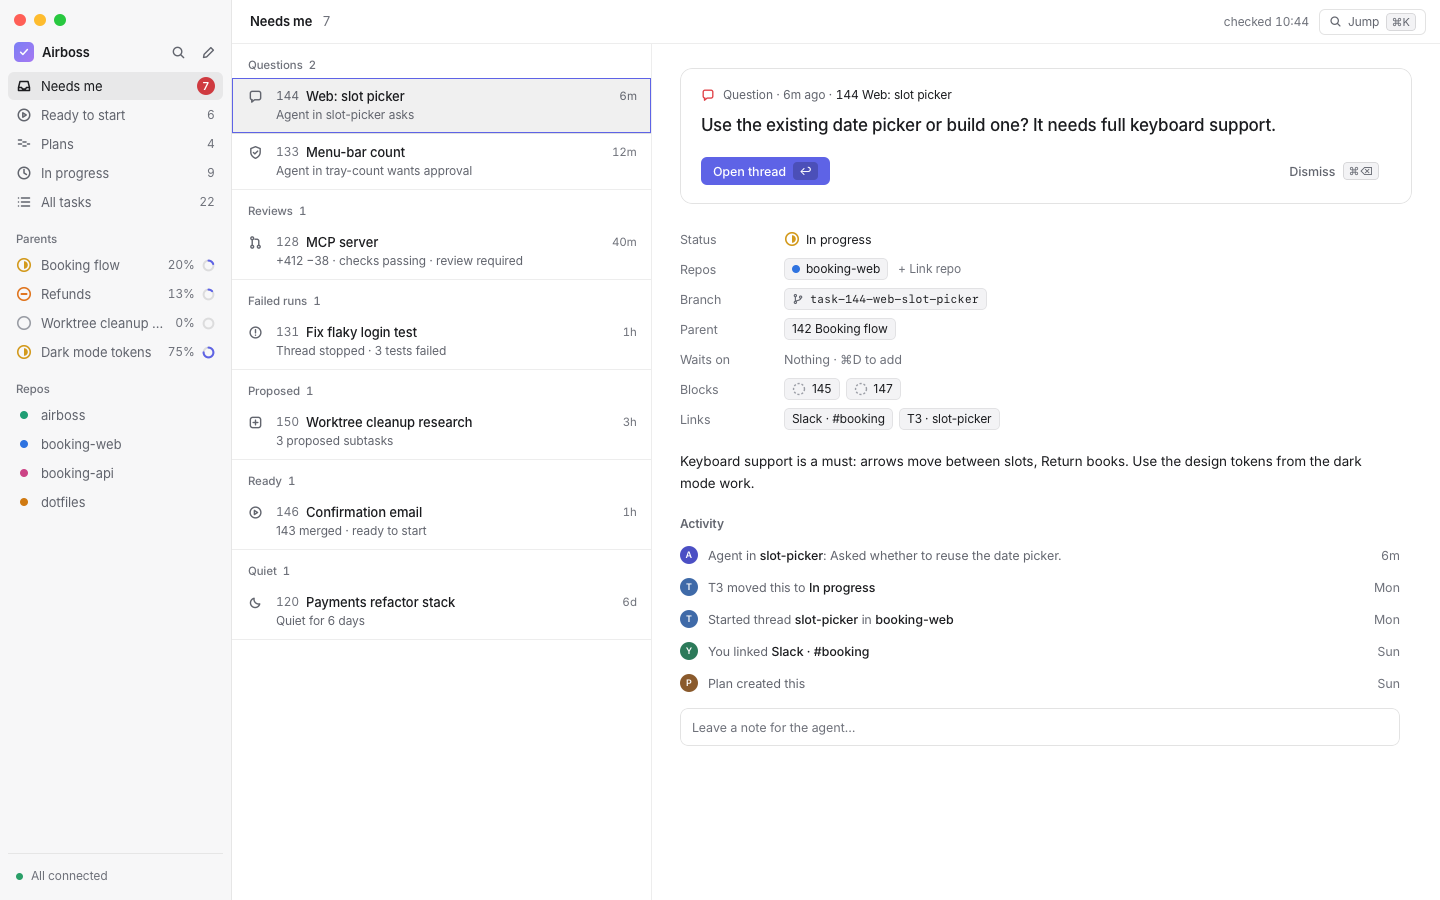 Airboss
Needs me 7
Ready to start 6
Plans 4
In progress 9
All tasks 22
Parents
Booking flow 20%
Refunds 13%
Worktree cleanup ... 0%
Dark mode tokens 75%
Repos
airboss
booking-web
booking-api
dotfiles
All connected
Needs me 7
checked 10:44
Jump ⌘K
Questions 2
144 Web: slot picker 6m
Agent in slot-picker asks
133 Menu-bar count 12m
Agent in tray-count wants approval
Reviews 1
128 MCP server 40m
+412 −38 · checks passing · review required
Failed runs 1
131 Fix flaky login test 1h
Thread stopped · 3 tests failed
Proposed 1
150 Worktree cleanup research 3h
3 proposed subtasks
Ready 1
146 Confirmation email 1h
143 merged · ready to start
Quiet 1
120 Payments refactor stack 6d
Quiet for 6 days
Question · 6m ago · 144 Web: slot picker
Use the existing date picker or build one? It needs full keyboard support.
Open thread ↩
Dismiss ⌘⌫
Status In progress
Repos booking-web + Link repo
Branch task-144-web-slot-picker
Parent 142 Booking flow
Waits on Nothing · ⌘D to add
Blocks 145 147
Links Slack · #booking T3 · slot-picker
Keyboard support is a must: arrows move between slots, Return books. Use the design tokens from the dark
mode work.
Activity
A Agent in slot-picker: Asked whether to reuse the date picker. 6m
T T3 moved this to In progress Mon
T Started thread slot-picker in booking-web Mon
Y You linked Slack · #booking Sun
P Plan created this Sun
Leave a note for the agent...